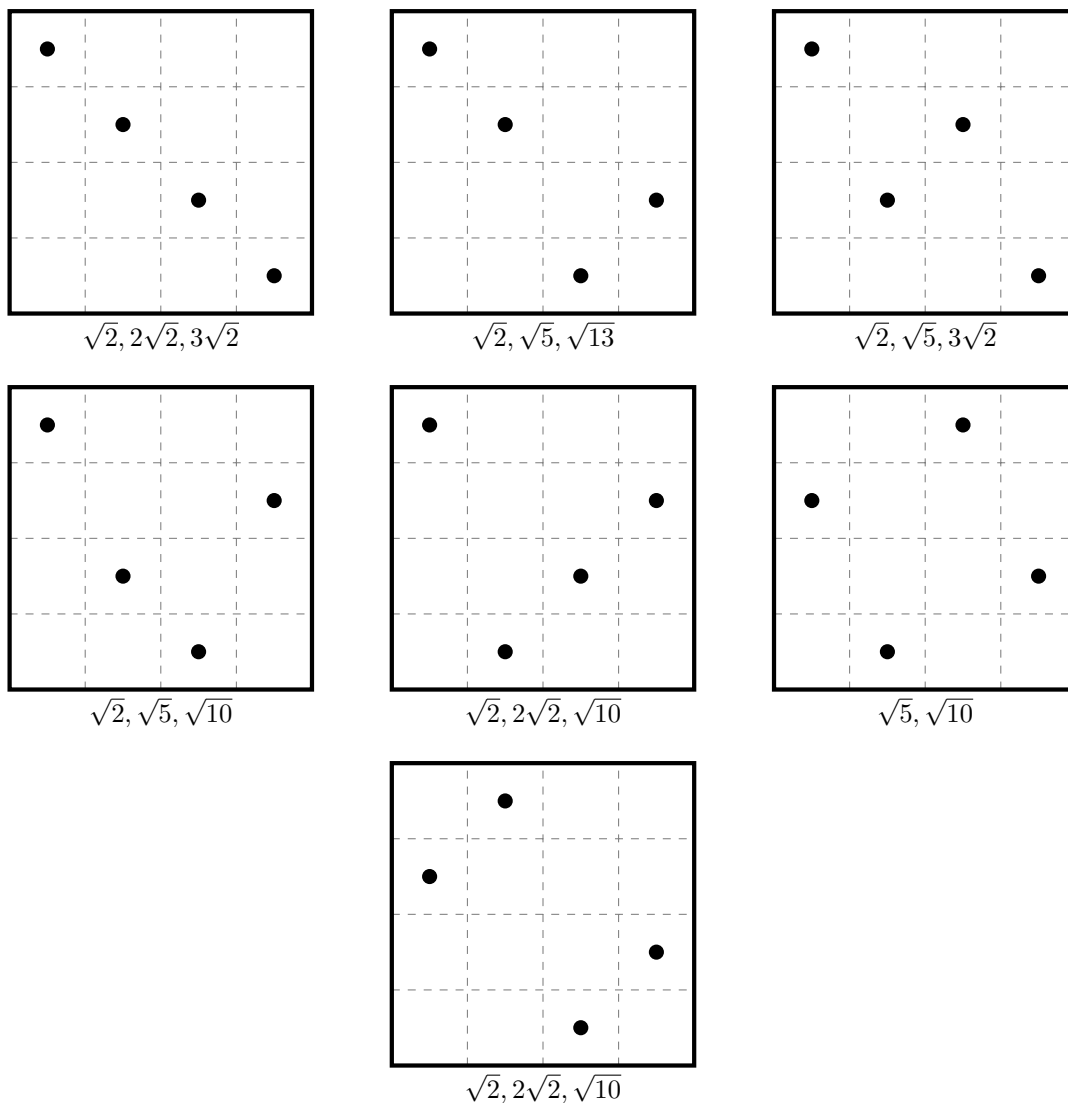 √2, 2√2, 3√2
√2, √5, √13
√2, √5, 3√2
√2, √5, √10
√2, 2√2, √10
√5, √10
√2, 2√2, √10